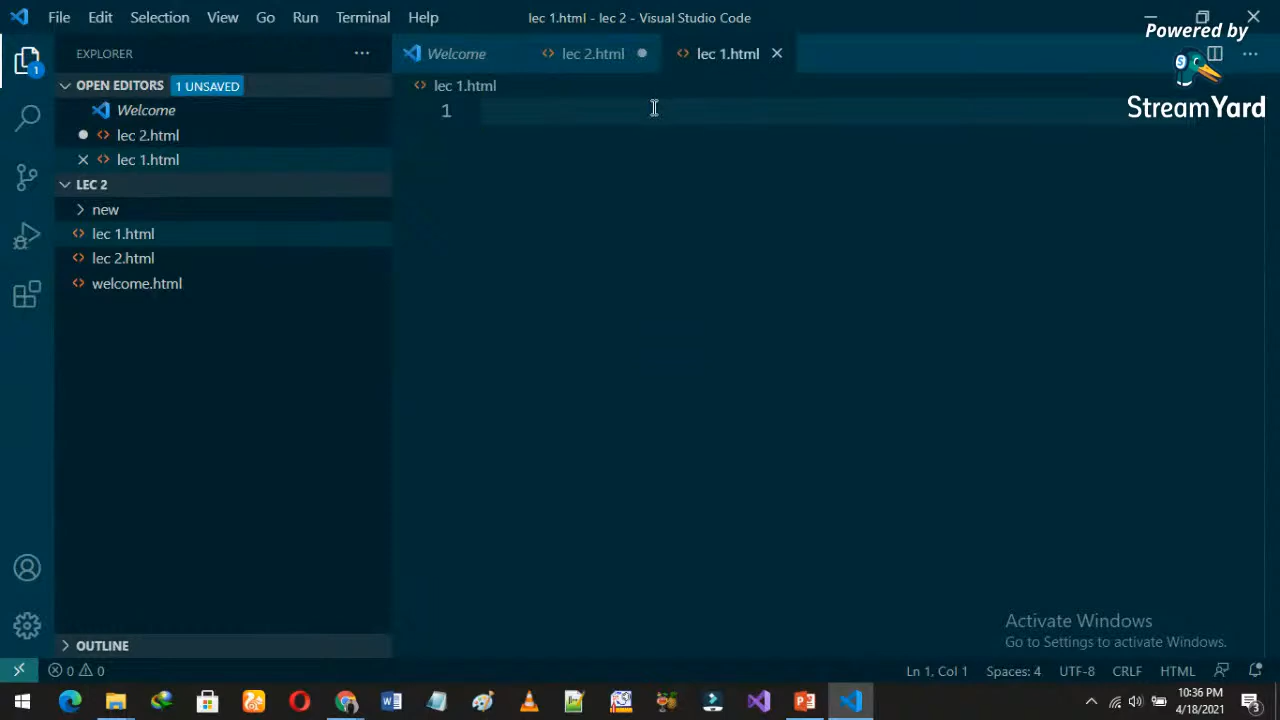 File Edit Selection View Go Run Terminal Help
lec 1.html - lec 2 - Visual Studio Code
Powered by
StreamYard
EXPLORER
Welcome
lec 2.html
lec 1.html
OPEN EDITORS 1 UNSAVED
Welcome
lec 2.html
lec 1.html
LEC 2
new
lec 1.html
lec 2.html
welcome.html
OUTLINE
lec 1.html
1
Activate Windows
Go to Settings to activate Windows.
0 0
Ln 1, Col 1 Spaces: 4 UTF-8 CRLF HTML
1
10:36 PM
4/18/2021
3